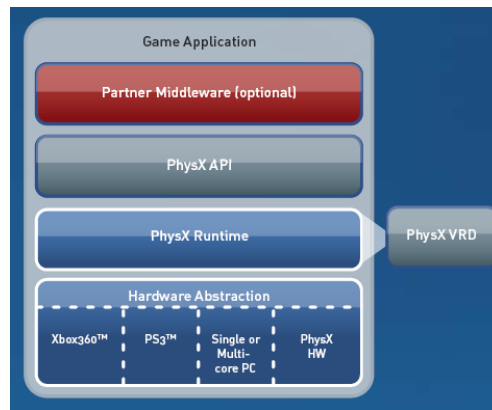 Game Application
Partner Middleware (optional)
PhysX API
PhysX Runtime
PhysX VRD
Hardware Abstraction
Xbox360™
PS3™
Single or
Multi-
core PC
PhysX
HW